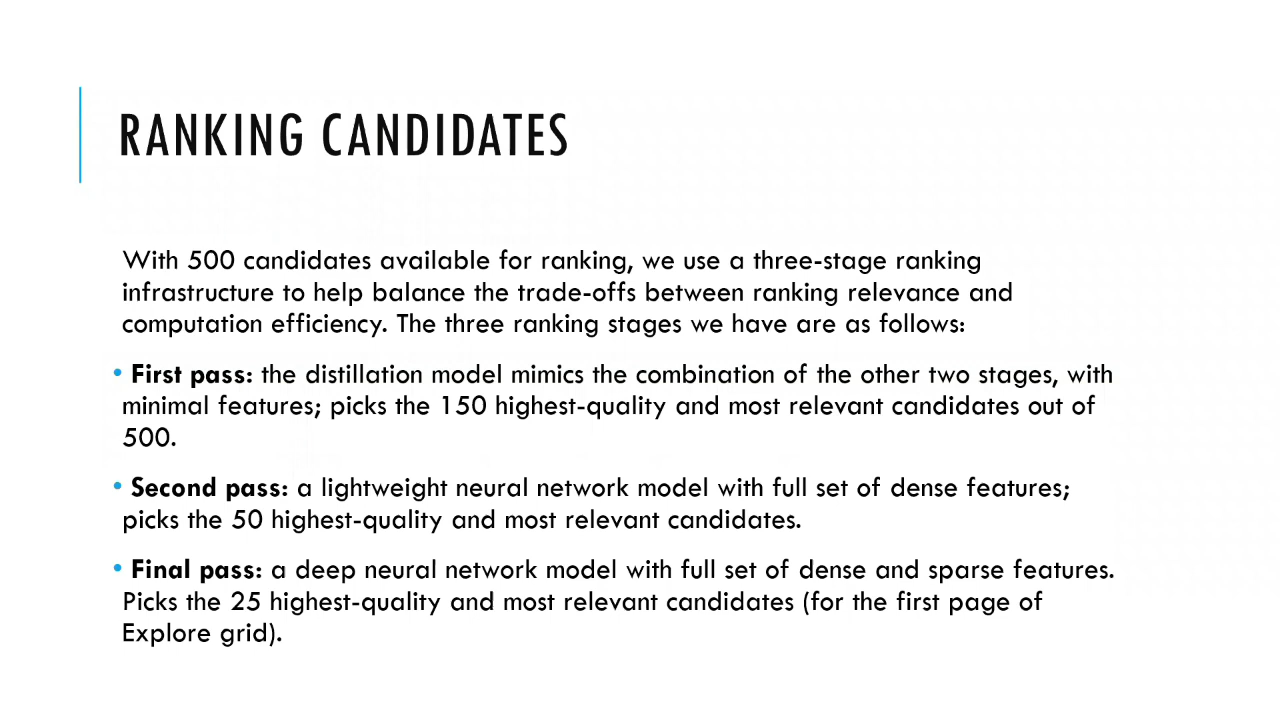 RANKING CANDIDATES
With 500 candidates available for ranking, we use a three-stage ranking
infrastructure to help balance the trade-offs between ranking relevance and
computation efficiency. The three ranking stages we have are as follows:
• First pass: the distillation model mimics the combination of the other two stages, with
minimal features; picks the 150 highest-quality and most relevant candidates out of
500.
• Second pass: a lightweight neural network model with full set of dense features;
picks the 50 highest-quality and most relevant candidates.
• Final pass: a deep neural network model with full set of dense and sparse features.
Picks the 25 highest-quality and most relevant candidates (for the first page of
Explore grid).